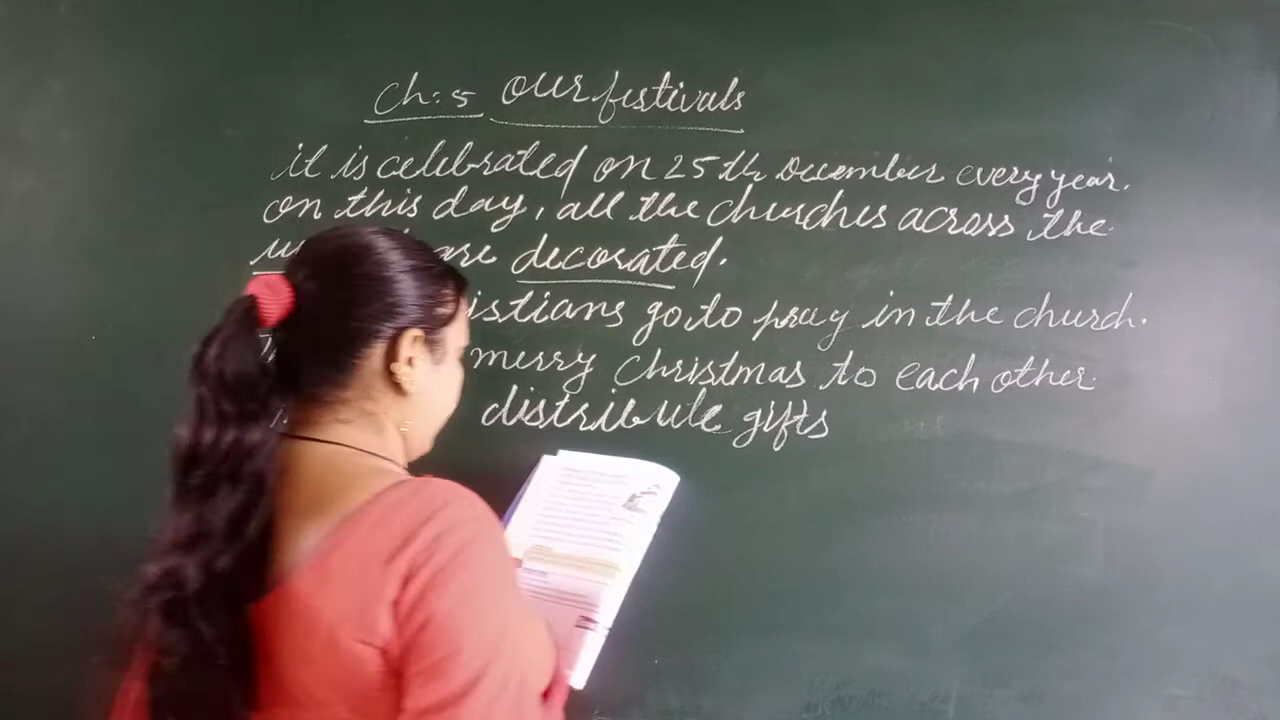 Ch:5 Our festivals
it is celebrated on 25th December every year.
on this day, all the churches across the
are decorated.
go to pray in the church.
merry Christmas to each other
distribute gifts